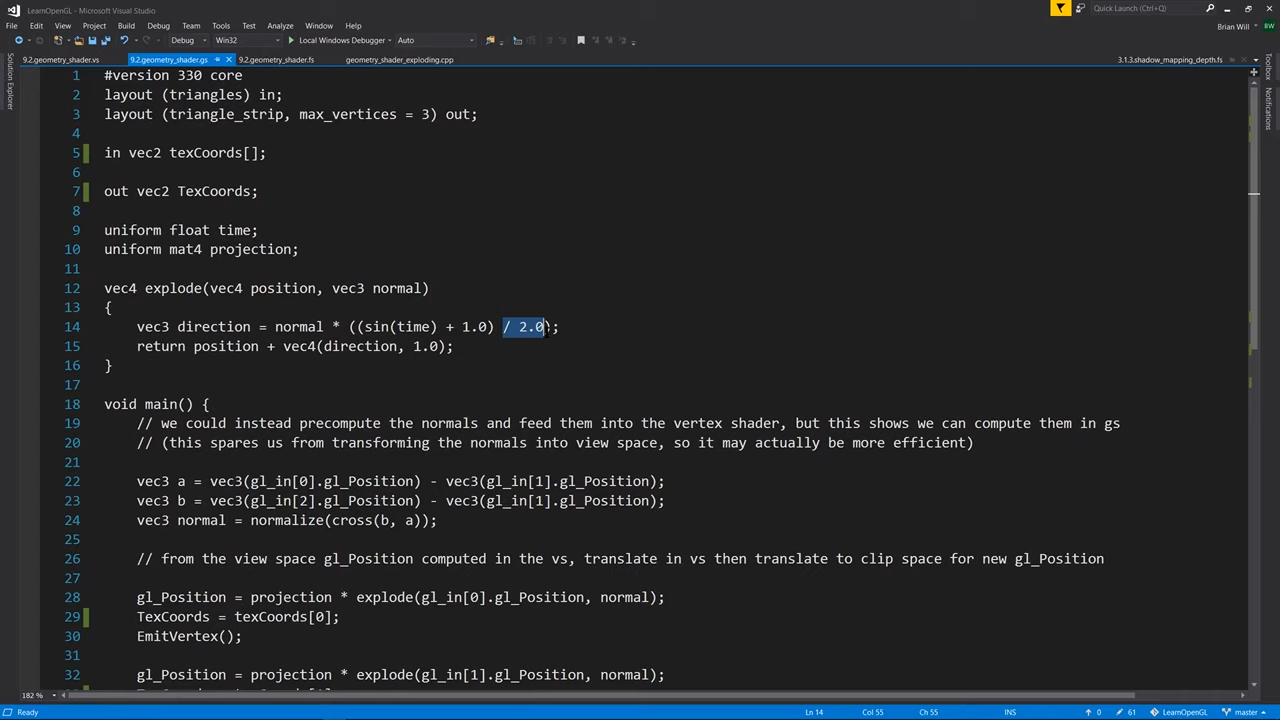 LearnOpenGL - Microsoft Visual Studio
Quick Launch (Ctrl+Q)
File Edit View Project Build Debug Team Tools Test Analyze Window Help
Brian Will
Debug Win32 Local Windows Debugger Auto
9.2.geometry_shader.vs 9.2.geometry_shader.gs 9.2.geometry_shader.fs geometry_shader_exploding.cpp 3.1.3.shadow_mapping_depth.fs
Solution Explorer
Toolbox
Notifications
1 #version 330 core
2 layout (triangles) in;
3 layout (triangle_strip, max_vertices = 3) out;
4
5 in vec2 texCoords[];
6
7 out vec2 TexCoords;
8
9 uniform float time;
10 uniform mat4 projection;
11
12 vec4 explode(vec4 position, vec3 normal)
13 {
14 vec3 direction = normal * ((sin(time) + 1.0) / 2.0);
15 return position + vec4(direction, 1.0);
16 }
17
18 void main() {
19 // we could instead precompute the normals and feed them into the vertex shader, but this shows we can compute them in gs
20 // (this spares us from transforming the normals into view space, so it may actually be more efficient)
21
22 vec3 a = vec3(gl_in[0].gl_Position) - vec3(gl_in[1].gl_Position);
23 vec3 b = vec3(gl_in[2].gl_Position) - vec3(gl_in[1].gl_Position);
24 vec3 normal = normalize(cross(b, a));
25
26 // from the view space gl_Position computed in the vs, translate in vs then translate to clip space for new gl_Position
27
28 gl_Position = projection * explode(gl_in[0].gl_Position, normal);
29 TexCoords = texCoords[0];
30 EmitVertex();
31
32 gl_Position = projection * explode(gl_in[1].gl_Position, normal);
182 %
Ready Ln 14 Col 55 Ch 55 INS 0 61 LearnOpenGL master